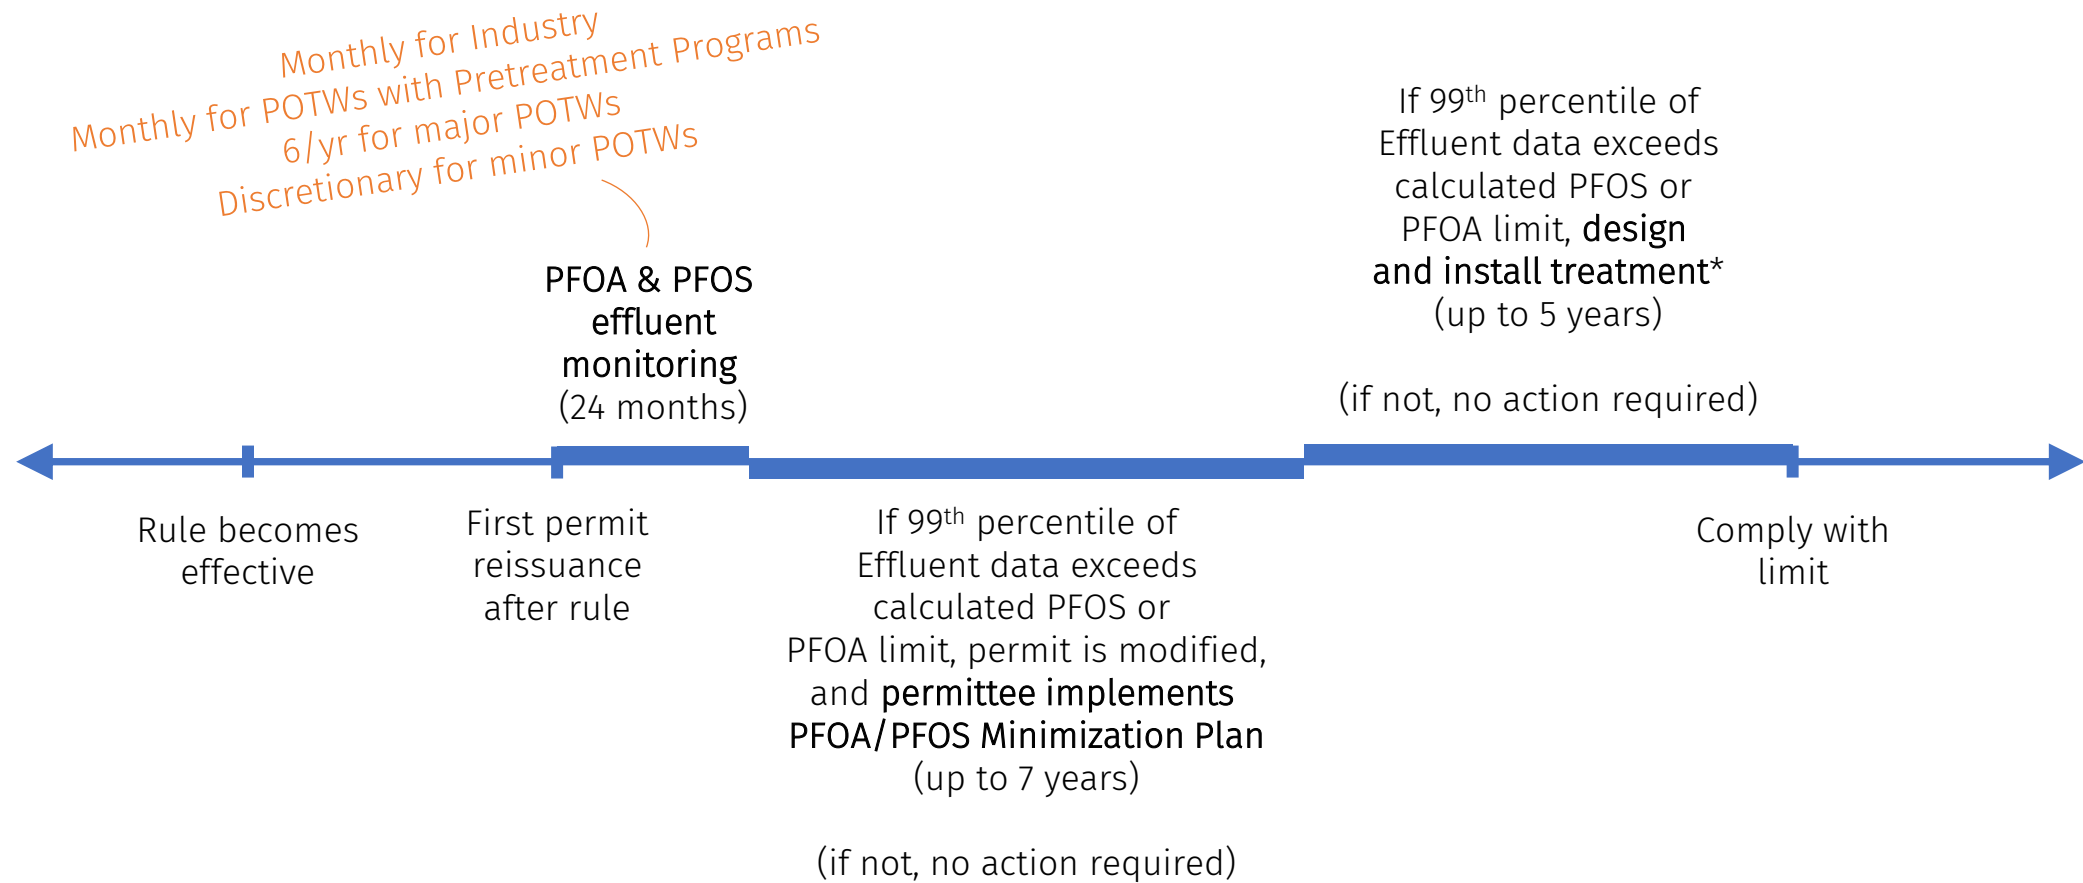 Monthly for Industry
Monthly for POTWs with Pretreatment Programs
6/yr for major POTWs
Discretionary for minor POTWs
PFOA & PFOS
effluent
monitoring
(24 months)
If 99th percentile of
Effluent data exceeds
calculated PFOS or
PFOA limit, design
and install treatment*
(up to 5 years)
(if not, no action required)
Rule becomes
effective
First permit
reissuance
after rule
If 99th percentile of
Effluent data exceeds
calculated PFOS or
PFOA limit, permit is modified,
and permittee implements
PFOA/PFOS Minimization Plan
(up to 7 years)
(if not, no action required)
Comply with
limit